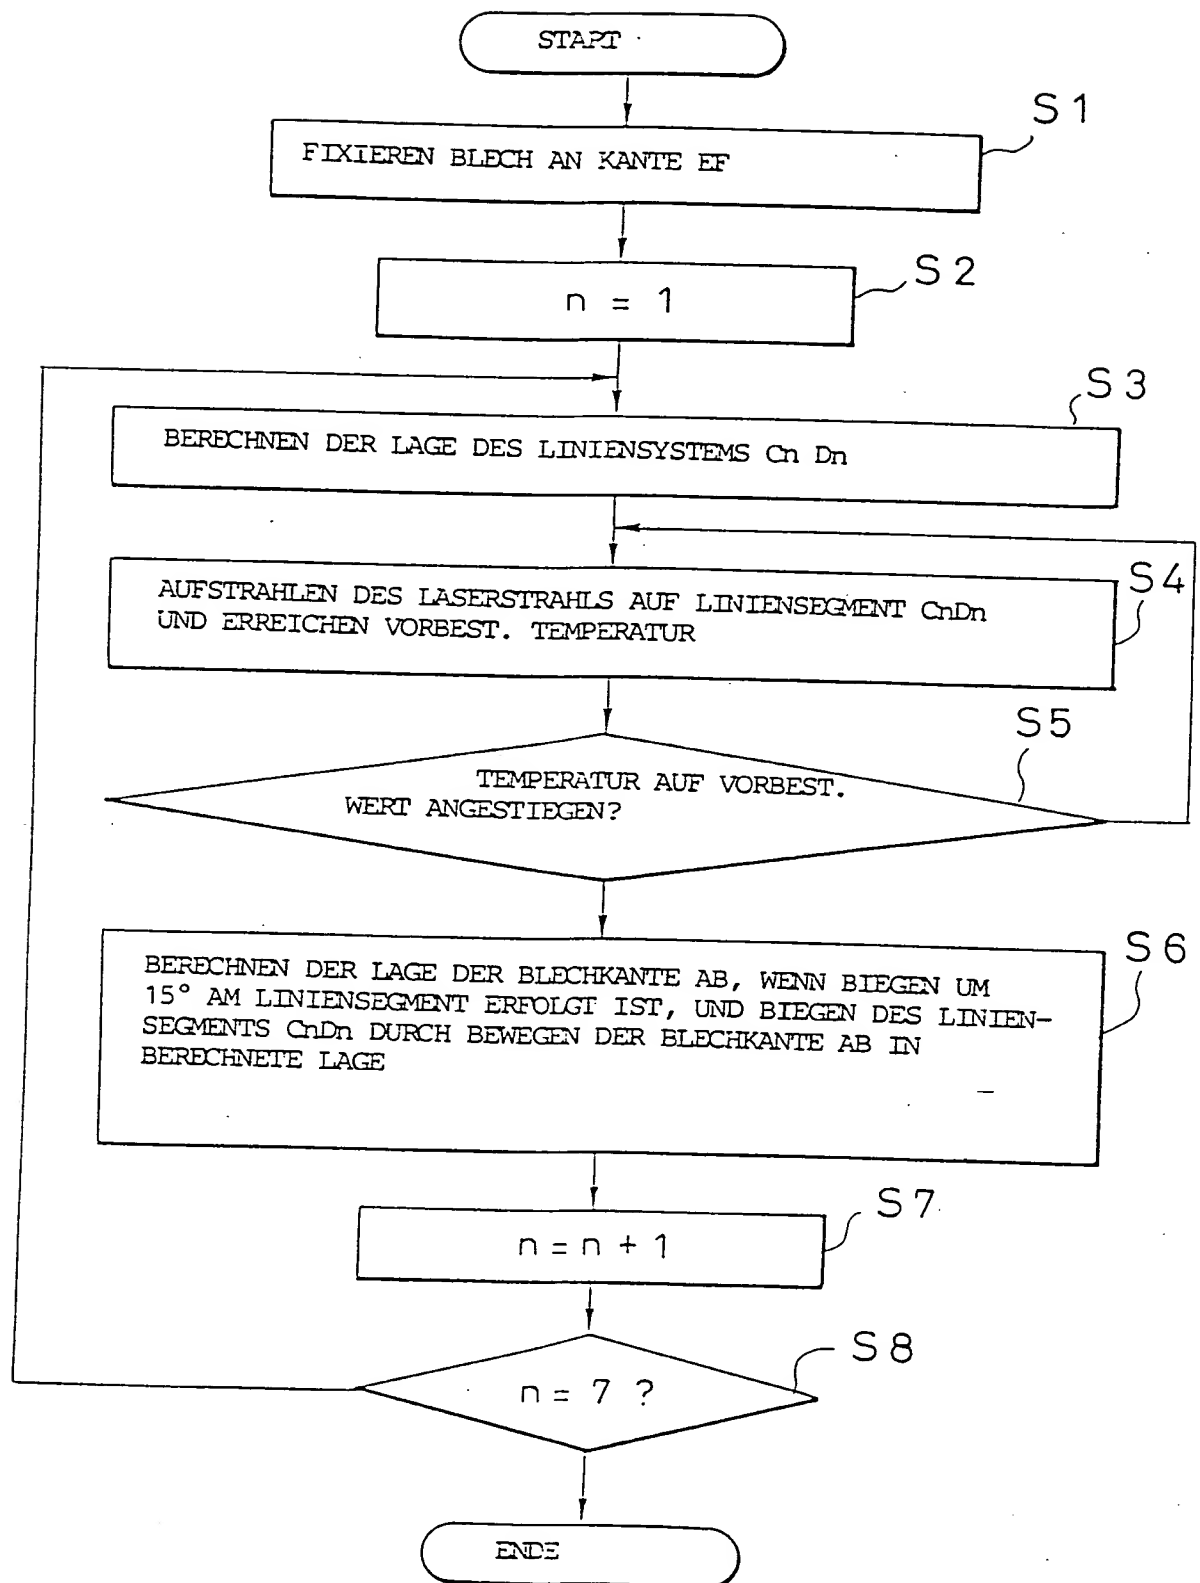 START
S1
FIXIEREN BLECH AN KANTE EF
S2
n = 1
S3
BERECHNEN DER LAGE DES LINIENSYSTEMS Cn Dn
S4
AUFSTRAHLEN DES LASERSTRAHLS AUF LINIENSEGMENT CnDn
UND ERREICHEN VORBEST. TEMPERATUR
S5
TEMPERATUR AUF VORBEST.
WERT ANGESTIEGEN?
S6
BERECHNEN DER LAGE DER BLECHKANTE AB, WENN BIEGEN UM
15° AM LINIENSEGMENT ERFOLGT IST, UND BIEGEN DES LINIEN-
SEGMENTS CnDn DURCH BEWEGEN DER BLECHKANTE AB IN
BERECHNETE LAGE
S7
n = n + 1
S8
n = 7 ?
ENDE